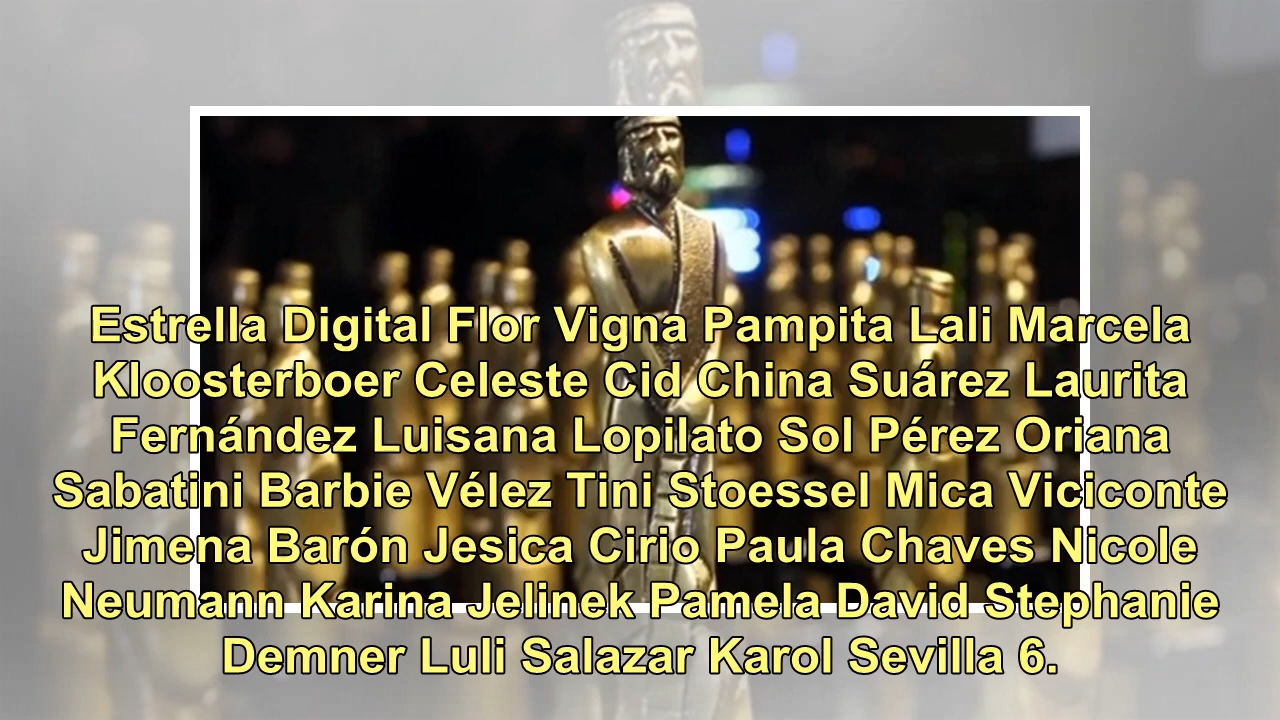 Estrella Digital Flor Vigna Pampita Lali Marcela
Kloosterboer Celeste Cid China Suárez Laurita
Fernández Luisana Lopilato Sol Pérez Oriana
Sabatini Barbie Vélez Tini Stoessel Mica Viciconte
Jimena Barón Jesica Cirio Paula Chaves Nicole
Neumann Karina Jelinek Pamela David Stephanie
Demner Luli Salazar Karol Sevilla 6.